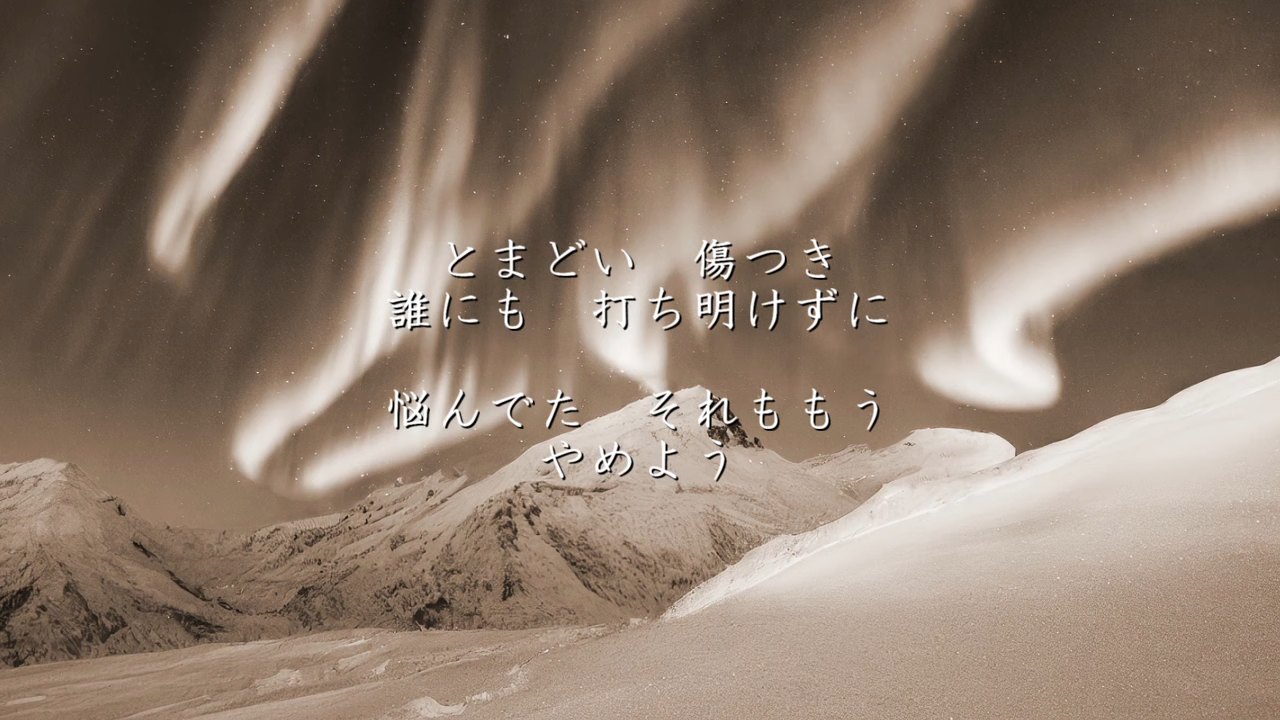 とまどい　傷つき
誰にも　打ち明けずに
悩んでた　それももう
やめよう